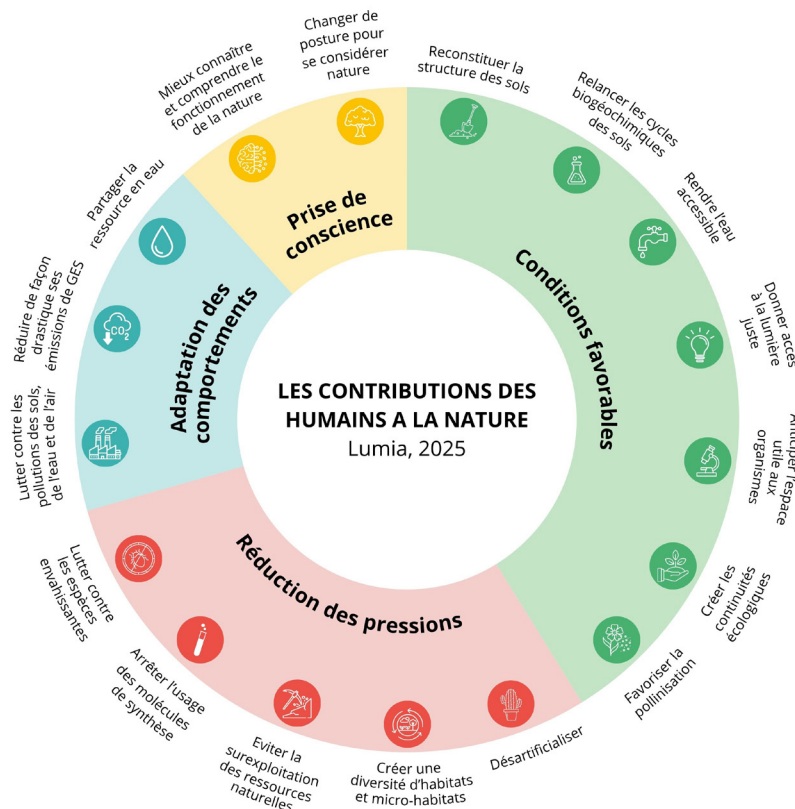 LES CONTRIBUTIONS DES
HUMAINS A LA NATURE
Lumia, 2025
Prise de
conscience
Mieux connaître
et comprendre le
fonctionnement
de la nature
Changer de
posture pour
se considérer
nature
Conditions favorables
Reconstituer la
structure des sols
Relancer les cycles
biogéochimiques
des sols
Rendre l'eau
accessible
Donner accès
à la lumière
juste
Anticiper l'espace
utile aux
organismes
Créer les
continuités
écologiques
Favoriser la
pollinisation
Réduction des pressions
Désartificialiser
Créer une
diversité d'habitats
et micro-habitats
Eviter la
surexploitation
des ressources
naturelles
Arrêter l'usage
des molécules
de synthèse
Lutter contre
les espèces
envahissantes
Adaptation des
comportements
Lutter contre les
pollutions des sols,
de l'eau et de l'air
Réduire de façon
drastique ses
émissions de GES
CO2
Partager la
ressource en eau